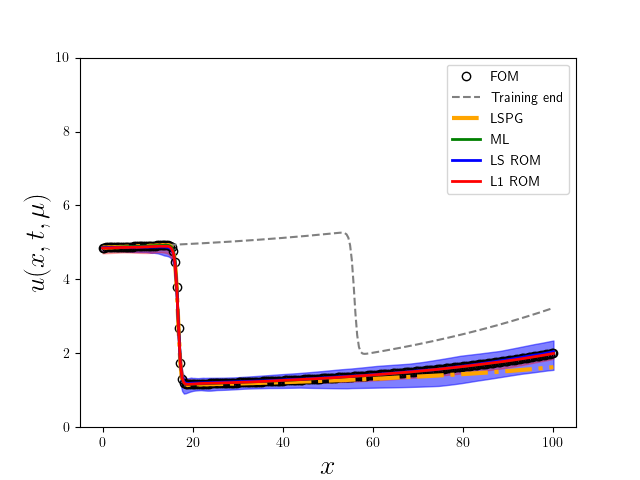 10
8
6
4
2
0
u(x, t, μ)
0
20
40
60
80
100
x
FOM
Training end
LSPG
ML
LS ROM
L1 ROM